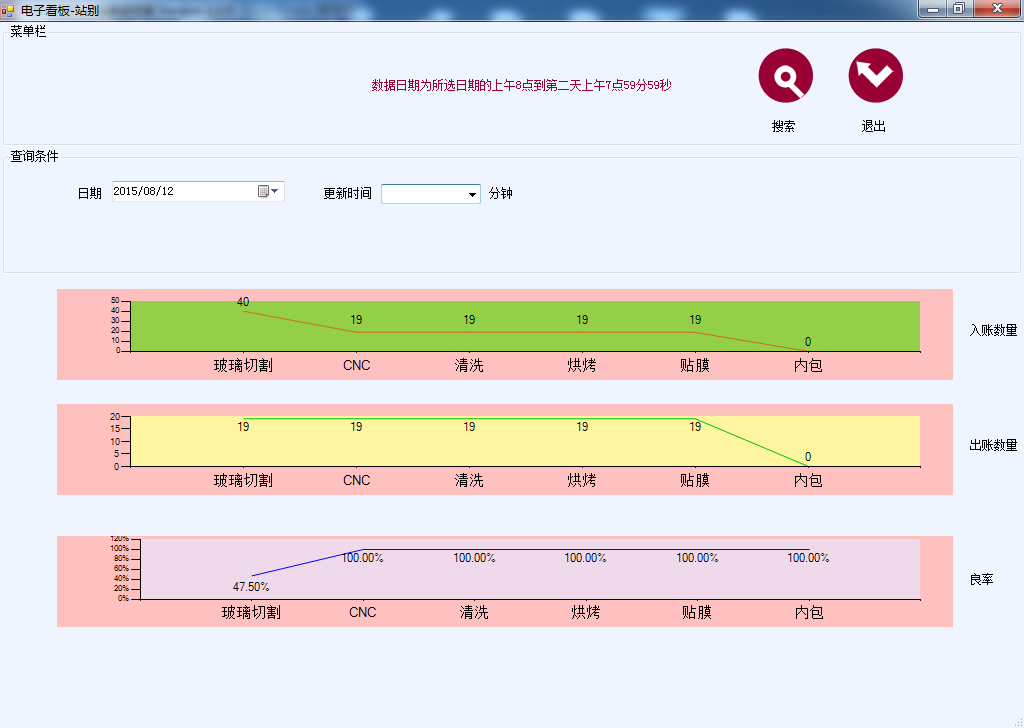 电子看板-站别
菜单栏
数据日期为所选日期的上午8点到第二天上午7点59分59秒
搜索
退出
查询条件
日期
2015/08/12
更新时间
分钟
50
40
30
20
10
0
40
19
19
19
19
0
玻璃切割
CNC
清洗
烘烤
贴膜
内包
入账数量
20
15
10
5
0
19
19
19
19
19
0
玻璃切割
CNC
清洗
烘烤
贴膜
内包
出账数量
120%
100%
80%
60%
40%
20%
0%
47.50%
100.00%
100.00%
100.00%
100.00%
100.00%
玻璃切割
CNC
清洗
烘烤
贴膜
内包
良率